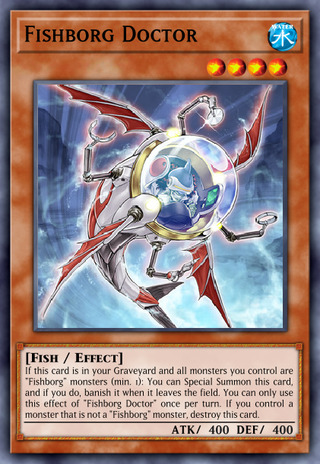 Fishborg Doctor
WATER
水
[Fish / Effect]
If this card is in your Graveyard and all monsters you control are
"Fishborg" monsters (min. 1): You can Special Summon this card,
and if you do, banish it when it leaves the field. You can only use
this effect of "Fishborg Doctor" once per turn. If you control a
monster that is not a "Fishborg" monster, destroy this card.
ATK/ 400 DEF/ 400